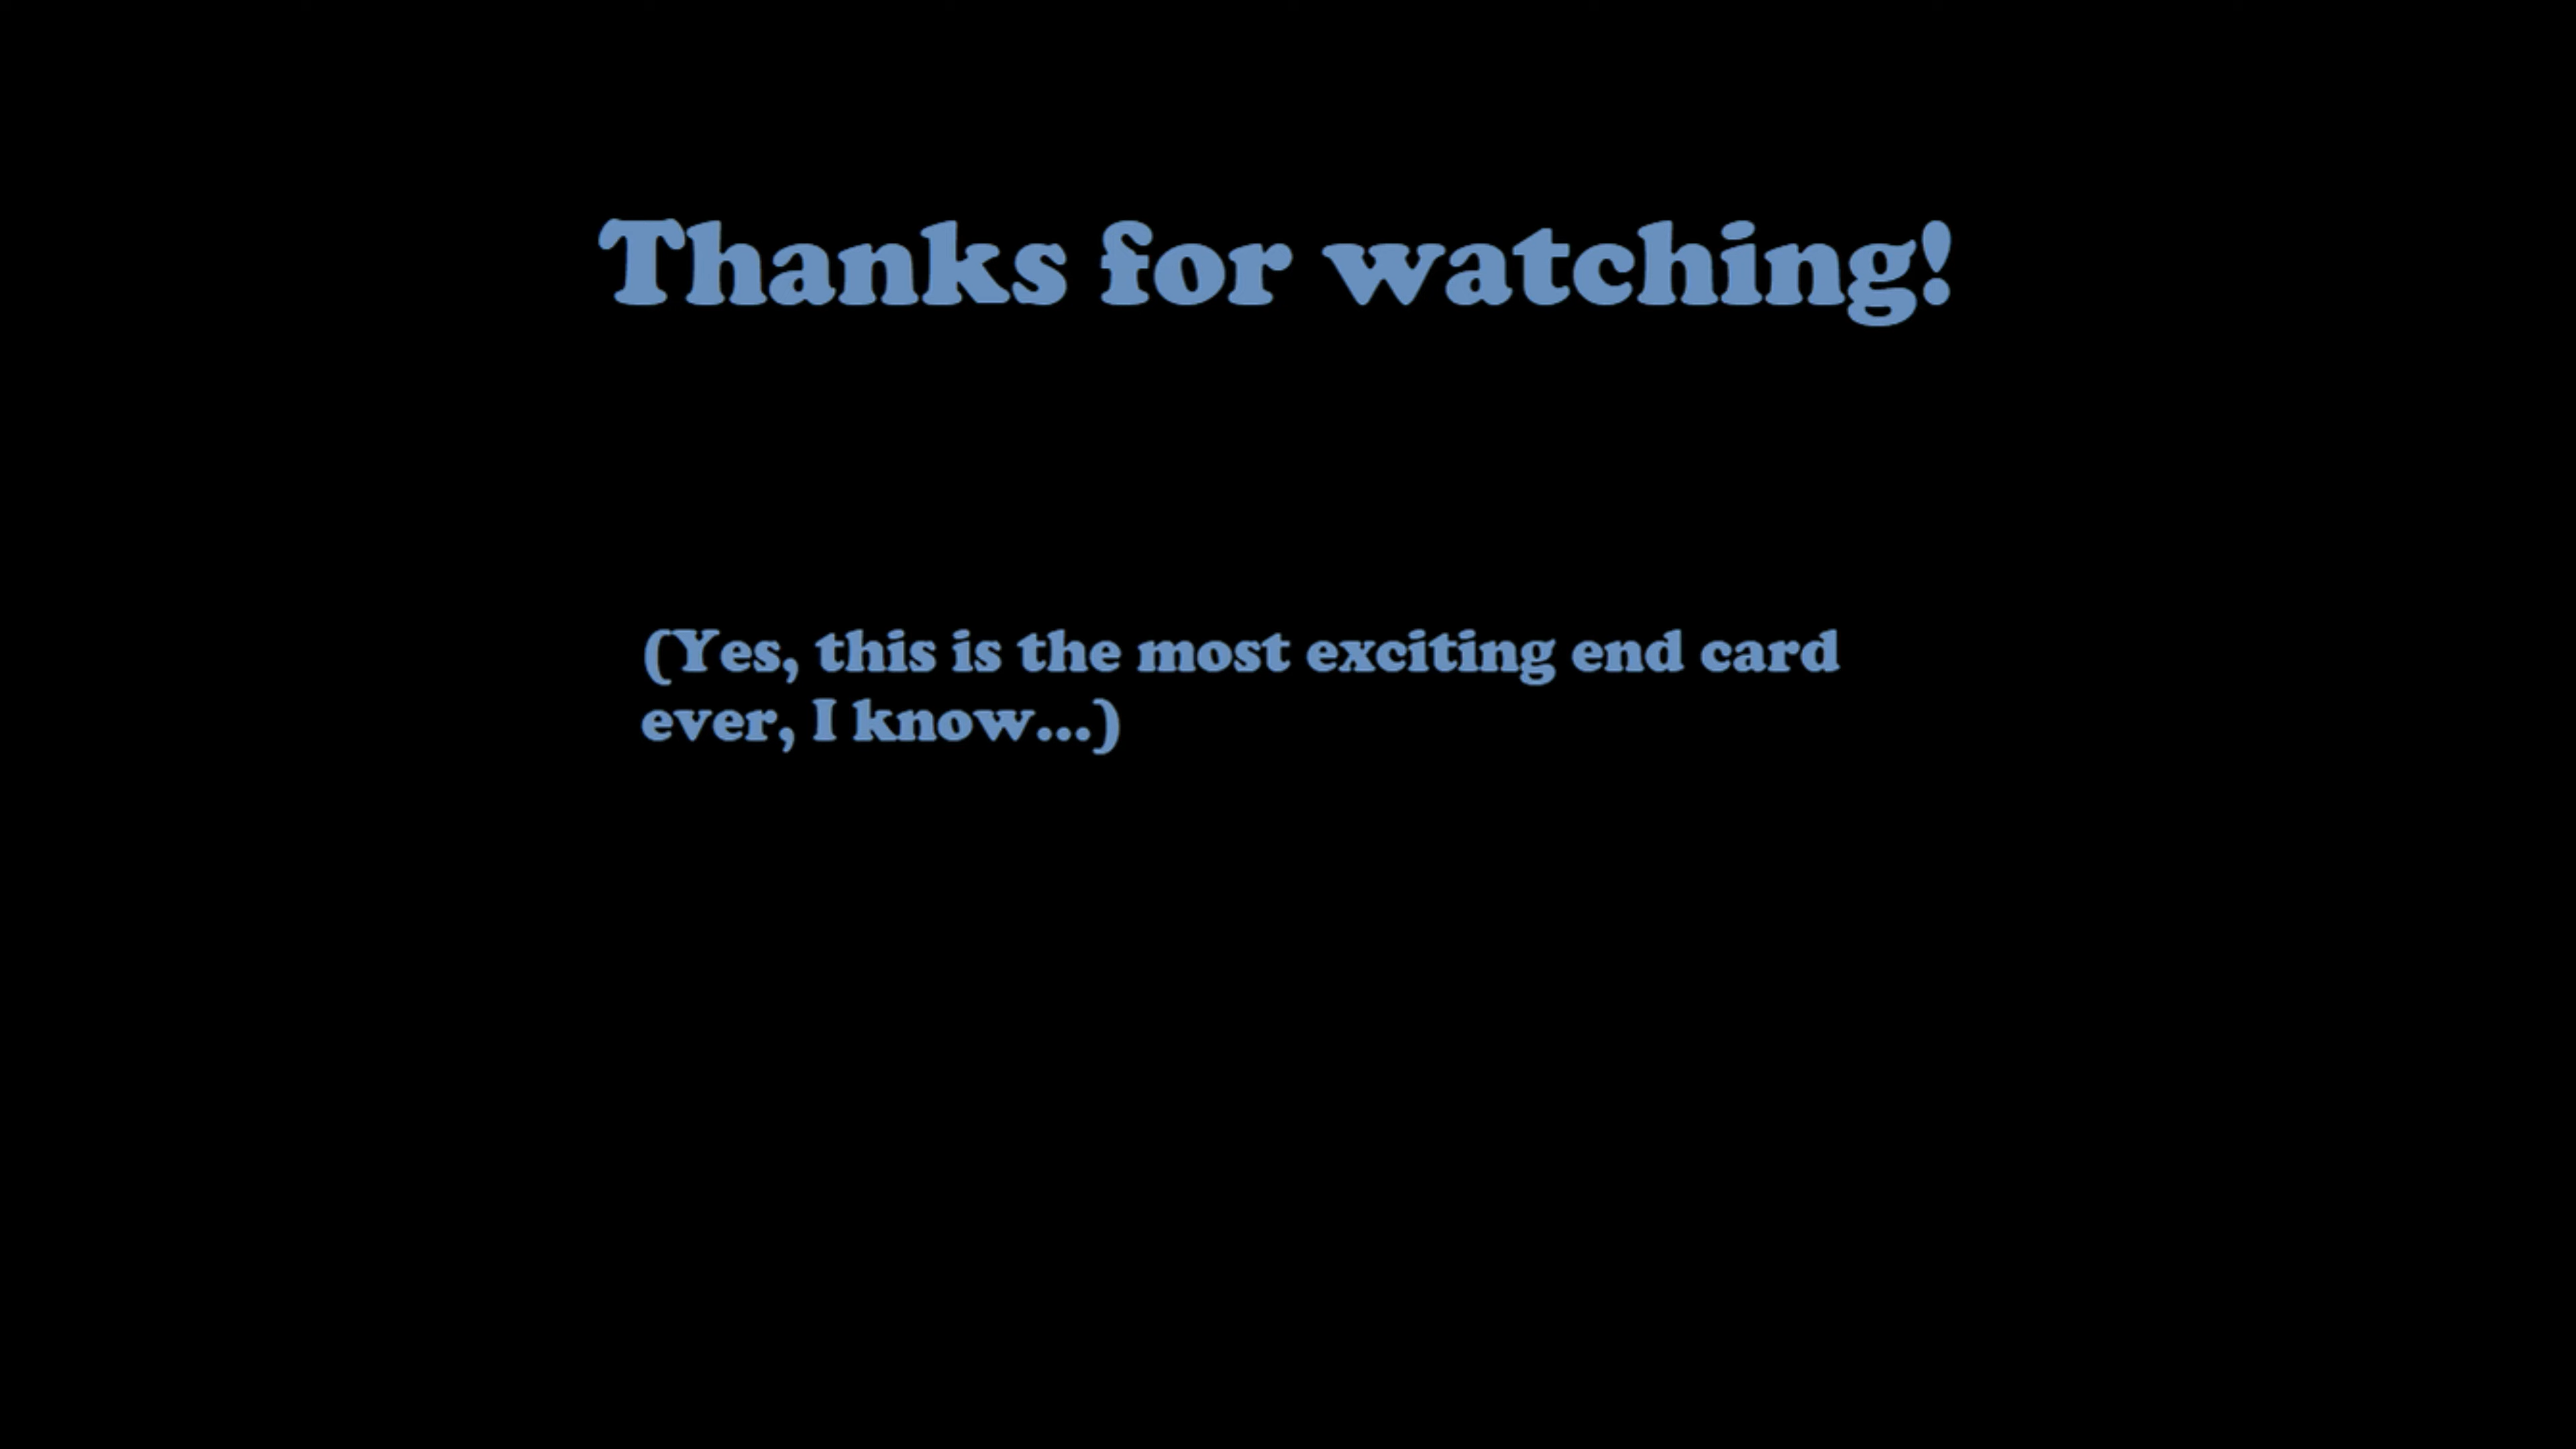 Thanks for watching!
(Yes, this is the most exciting end card
ever, I know...)